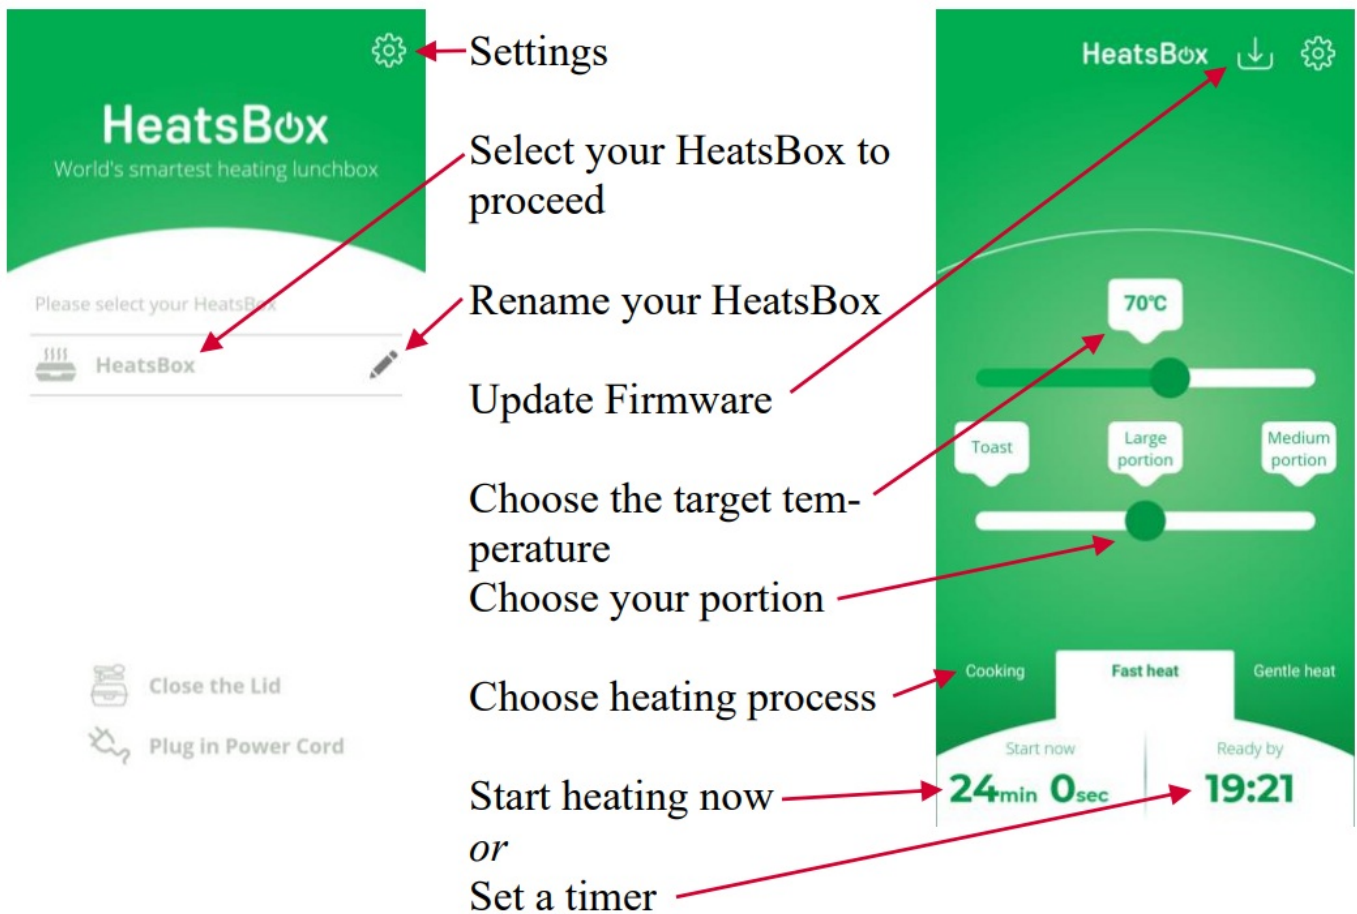 Settings
HeatsBox
World's smartest heating lunchbox
Select your HeatsBox to
proceed
Please select your HeatsBox
HeatsBox
Rename your HeatsBox
Update Firmware
Choose the target tem-
perature
Choose your portion
Close the Lid
Plug in Power Cord
Choose heating process
Start heating now
or
Set a timer
HeatsBox
70°C
Toast
Large
portion
Medium
portion
Cooking
Fast heat
Gentle heat
Start now
Ready by
24min 0sec
19:21